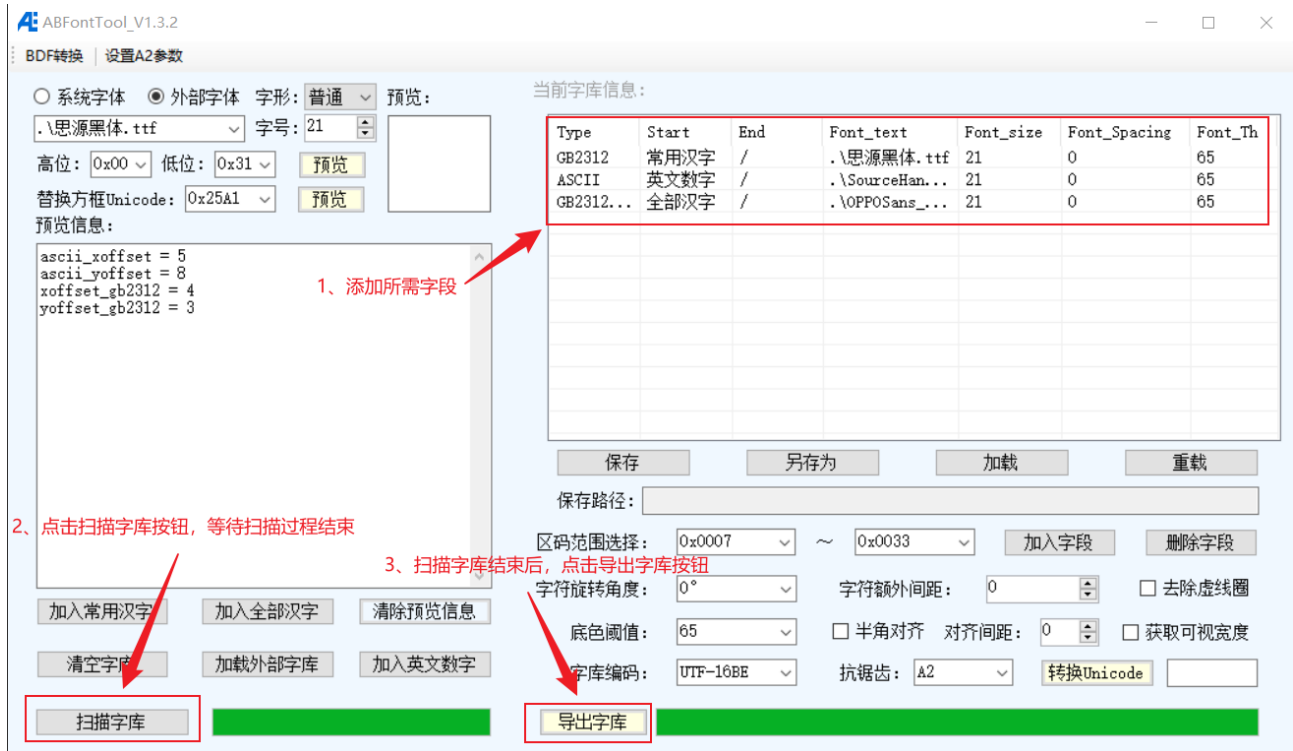 ABFontTool_V1.3.2
BDF转换 设置A2参数
系统字体 外部字体 字形: 普通 预览:
.\思源黑体.ttf 字号: 21
高位: 0x00 低位: 0x31 预览
替换方框Unicode: 0x25A1 预览
预览信息:
ascii_xoffset = 5
ascii_yoffset = 8
xoffset_gb2312 = 4
yoffset_gb2312 = 3
当前字库信息:
Type Start End Font_text Font_size Font_Spacing Font_Th
GB2312 常用汉字 / .\思源黑体.ttf 21 0 65
ASCII 英文数字 / .\SourceHan... 21 0 65
GB2312... 全部汉字 / .\OPPOSans_... 21 0 65
1、添加所需字段
保存 另存为 加载 重载
保存路径:
2、点击扫描字库按钮，等待扫描过程结束
区码范围选择: 0x0007 ~ 0x0033 加入字段 删除字段
3、扫描字库结束后，点击导出字库按钮
字符旋转角度: 0° 字符额外间距: 0 去除虚线圈
加入常用汉字 加入全部汉字 清除预览信息
底色阈值: 65 半角对齐 对齐间距: 0 获取可视宽度
清空字库 加载外部字库 加入英文数字
字库编码: UTF-16BE 抗锯齿: A2 转换Unicode
扫描字库 导出字库